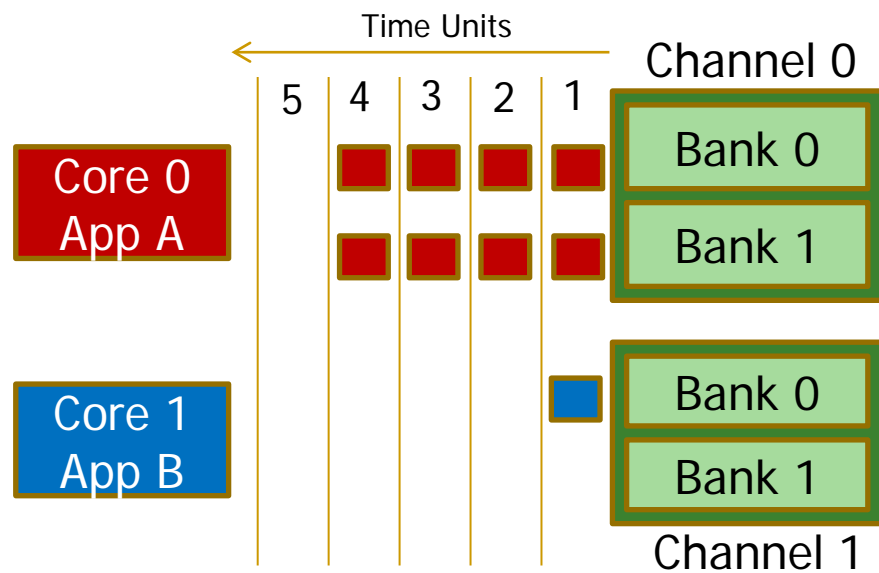 Time Units
Channel 0
5 4 3 2 1
Core 0
App A
Bank 0
Bank 1
Core 1
App B
Bank 0
Bank 1
Channel 1